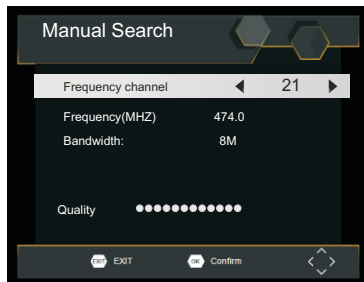 Manual Search
Frequency channel 21
Frequency(MHZ) 474.0
Bandwidth: 8M
Quality
EXIT EXIT OK Confirm